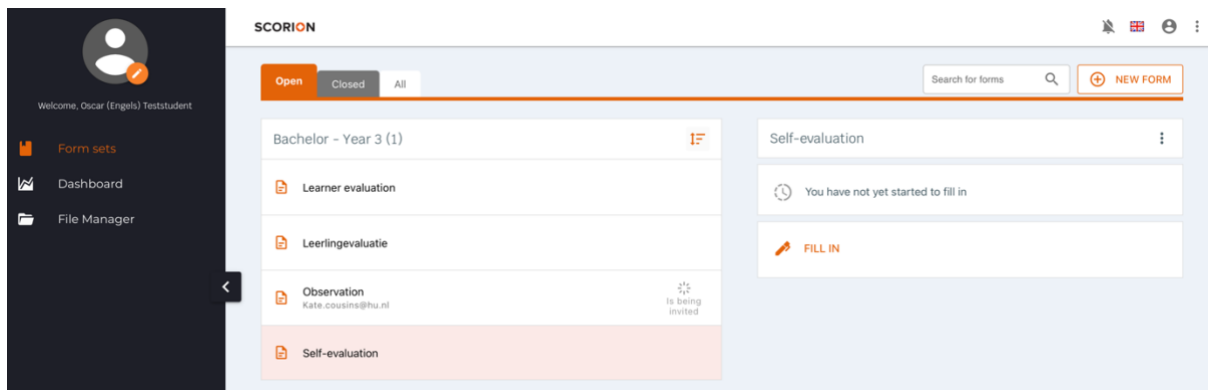 SCORION
Welcome, Oscar (Engels) Teststudent
Form sets
Dashboard
File Manager
Open
Closed
All
Search for forms
NEW FORM
Bachelor - Year 3 (1)
Learner evaluation
Leerlingevaluatie
Observation
Kate.cousins@hu.nl
Is being
invited
Self-evaluation
Self-evaluation
You have not yet started to fill in
FILL IN